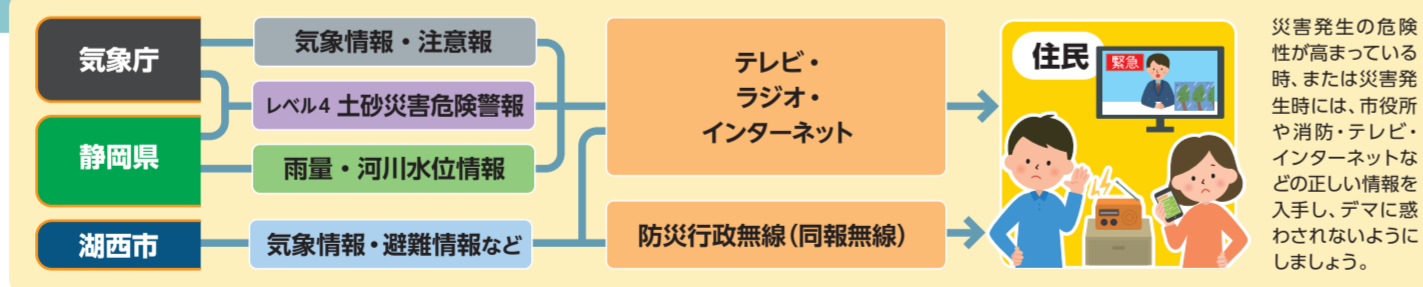 気象庁
静岡県
湖西市
気象情報・注意報
レベル4 土砂災害危険警報
雨量・河川水位情報
気象情報・避難情報など
テレビ・
ラジオ・
インターネット
防災行政無線（同報無線）
住民
緊急
災害発生の危険
性が高まっている
時、または災害発
生時には、市役所
や消防・テレビ・
インターネットな
どの正しい情報を
入手し、デマに惑
わされないように
しましょう。